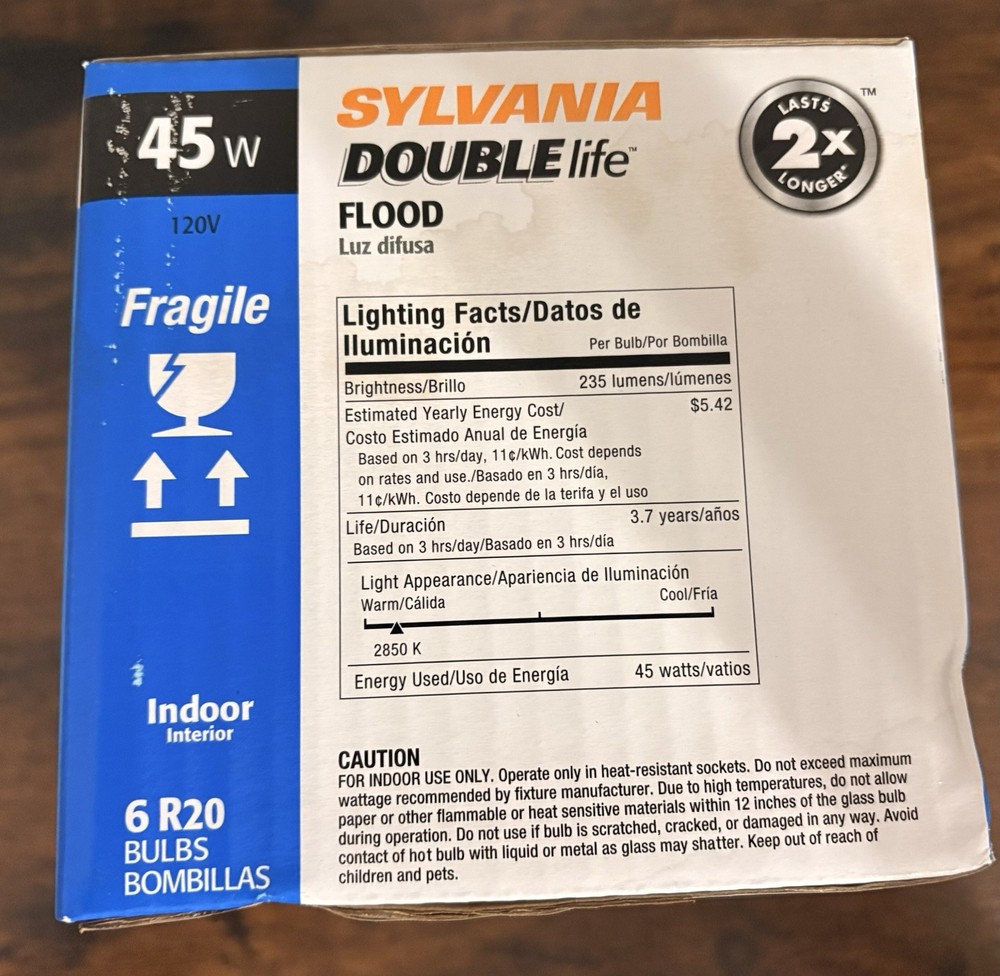 45 W
120V
Fragile
Indoor
Interior
6 R20
BULBS
BOMBILLAS
SYLVANIA
DOUBLE life™
FLOOD
Luz difusa
LASTS
2x
LONGER*
TM
Lighting Facts/Datos de
Iluminación
Per Bulb/Por Bombilla
Brightness/Brillo 235 lumens/lúmenes
Estimated Yearly Energy Cost/ $5.42
Costo Estimado Anual de Energía
Based on 3 hrs/day, 11¢/kWh. Cost depends
on rates and use./Basado en 3 hrs/día,
11¢/kWh. Costo depende de la terifa y el uso
Life/Duración 3.7 years/años
Based on 3 hrs/day/Basado en 3 hrs/día
Light Appearance/Apariencia de Iluminación
Warm/Cálida Cool/Fría
2850 K
Energy Used/Uso de Energía 45 watts/vatios
CAUTION
FOR INDOOR USE ONLY. Operate only in heat-resistant sockets. Do not exceed maximum
wattage recommended by fixture manufacturer. Due to high temperatures, do not allow
paper or other flammable or heat sensitive materials within 12 inches of the glass bulb
during operation. Do not use if bulb is scratched, cracked, or damaged in any way. Avoid
contact of hot bulb with liquid or metal as glass may shatter. Keep out of reach of
children and pets.